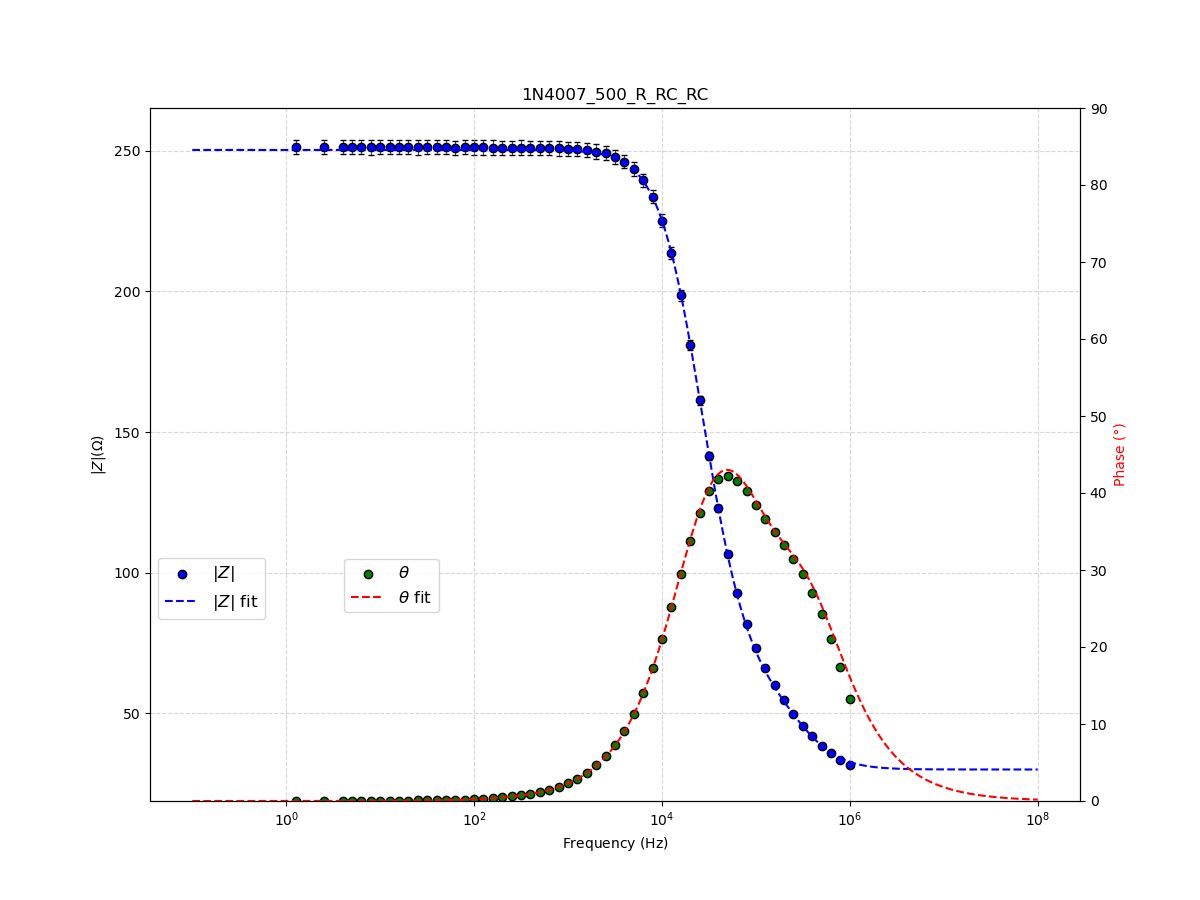 1N4007_500_R_RC_RC
250
200
150
100
50
|Z|(Ω)
90
80
70
60
50
40
30
20
10
0
Phase (°)
|Z|
|Z| fit
θ
θ fit
10⁰
10²
10⁴
10⁶
10⁸
Frequency (Hz)